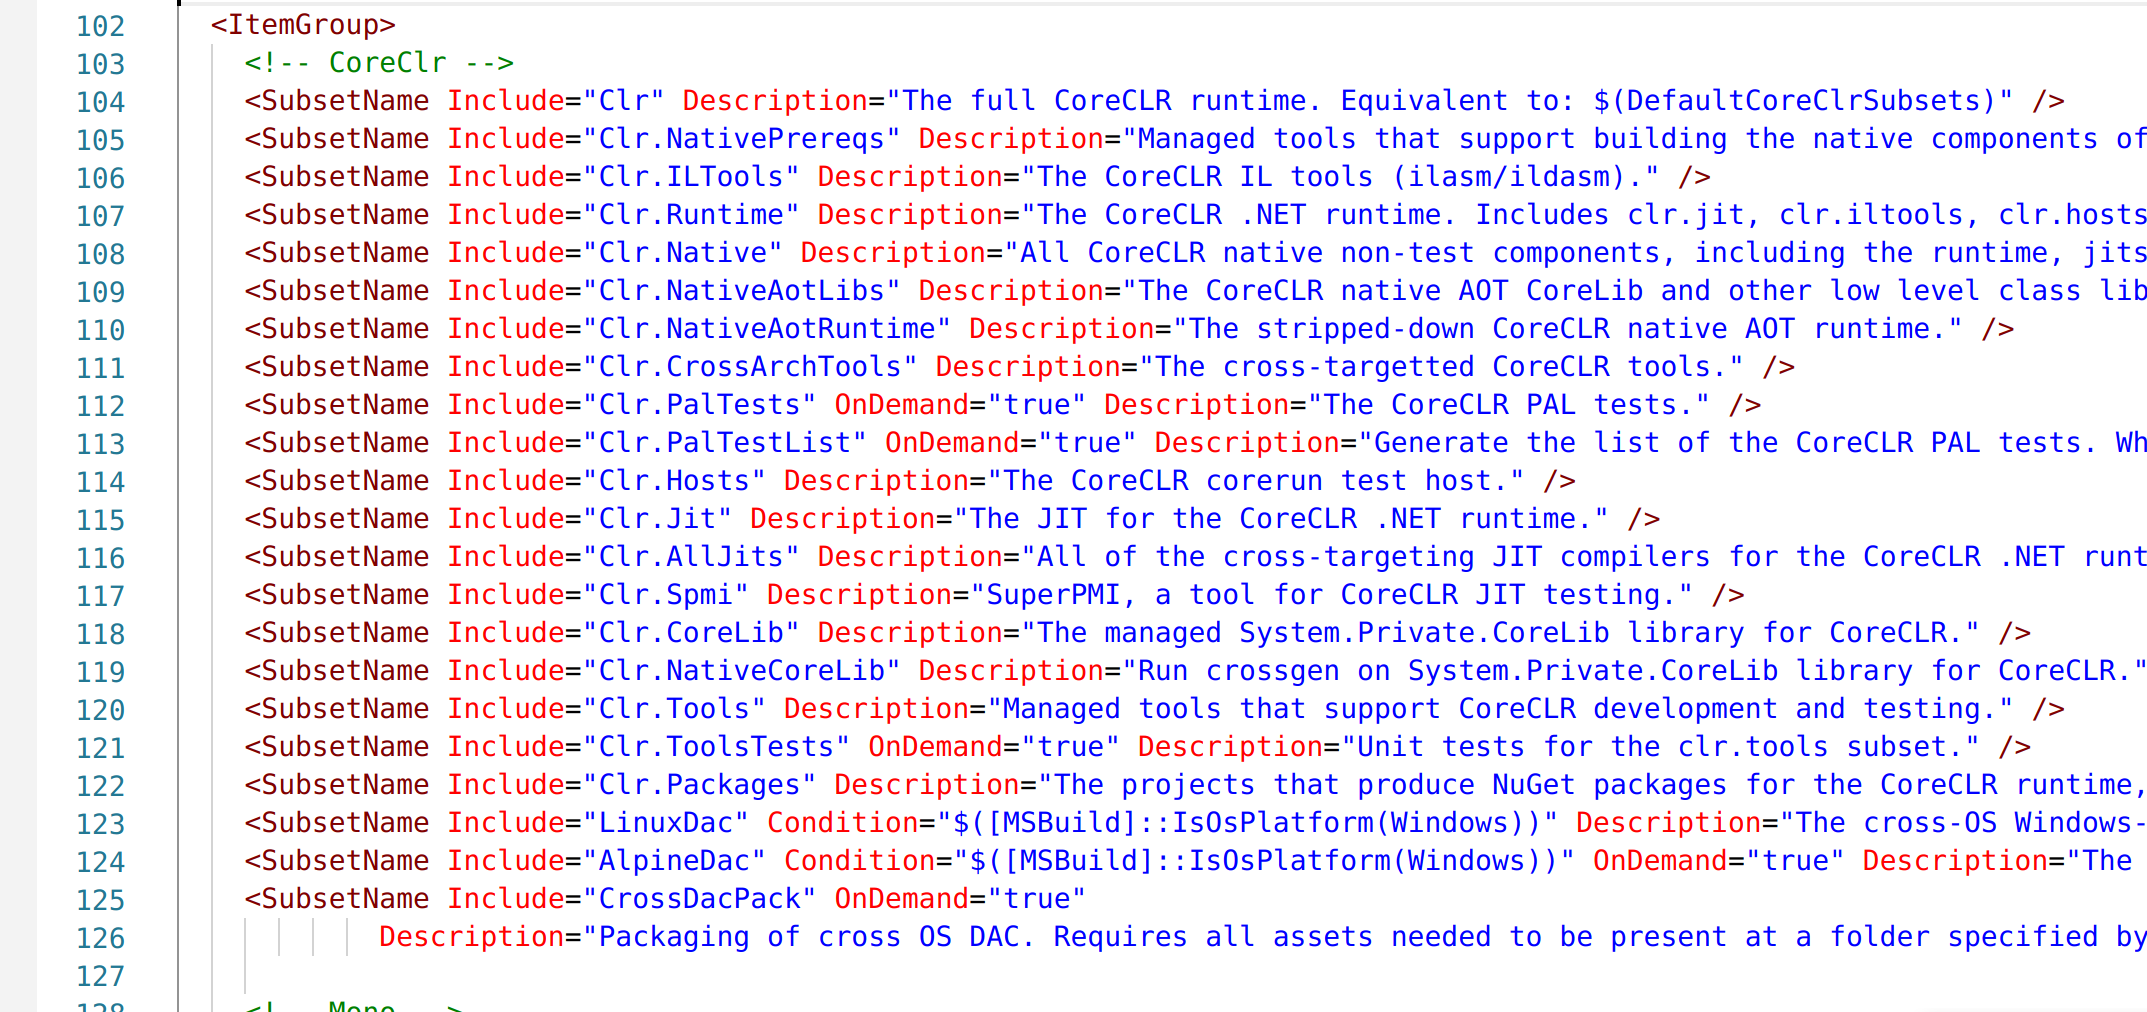 102 <ItemGroup>
103 <!-- CoreClr -->
104 <SubsetName Include="Clr" Description="The full CoreCLR runtime. Equivalent to: $(DefaultCoreClrSubsets)" />
105 <SubsetName Include="Clr.NativePrereqs" Description="Managed tools that support building the native components of
106 <SubsetName Include="Clr.ILTools" Description="The CoreCLR IL tools (ilasm/ildasm)." />
107 <SubsetName Include="Clr.Runtime" Description="The CoreCLR .NET runtime. Includes clr.jit, clr.iltools, clr.hosts
108 <SubsetName Include="Clr.Native" Description="All CoreCLR native non-test components, including the runtime, jits
109 <SubsetName Include="Clr.NativeAotLibs" Description="The CoreCLR native AOT CoreLib and other low level class lib
110 <SubsetName Include="Clr.NativeAotRuntime" Description="The stripped-down CoreCLR native AOT runtime." />
111 <SubsetName Include="Clr.CrossArchTools" Description="The cross-targetted CoreCLR tools." />
112 <SubsetName Include="Clr.PalTests" OnDemand="true" Description="The CoreCLR PAL tests." />
113 <SubsetName Include="Clr.PalTestList" OnDemand="true" Description="Generate the list of the CoreCLR PAL tests. Wh
114 <SubsetName Include="Clr.Hosts" Description="The CoreCLR corerun test host." />
115 <SubsetName Include="Clr.Jit" Description="The JIT for the CoreCLR .NET runtime." />
116 <SubsetName Include="Clr.AllJits" Description="All of the cross-targeting JIT compilers for the CoreCLR .NET runt
117 <SubsetName Include="Clr.Spmi" Description="SuperPMI, a tool for CoreCLR JIT testing." />
118 <SubsetName Include="Clr.CoreLib" Description="The managed System.Private.CoreLib library for CoreCLR." />
119 <SubsetName Include="Clr.NativeCoreLib" Description="Run crossgen on System.Private.CoreLib library for CoreCLR."
120 <SubsetName Include="Clr.Tools" Description="Managed tools that support CoreCLR development and testing." />
121 <SubsetName Include="Clr.ToolsTests" OnDemand="true" Description="Unit tests for the clr.tools subset." />
122 <SubsetName Include="Clr.Packages" Description="The projects that produce NuGet packages for the CoreCLR runtime,
123 <SubsetName Include="LinuxDac" Condition="$([MSBuild]::IsOsPlatform(Windows))" Description="The cross-OS Windows-
124 <SubsetName Include="AlpineDac" Condition="$([MSBuild]::IsOsPlatform(Windows))" OnDemand="true" Description="The
125 <SubsetName Include="CrossDacPack" OnDemand="true"
126 Description="Packaging of cross OS DAC. Requires all assets needed to be present at a folder specified by
127
128 <!-- Mono -->